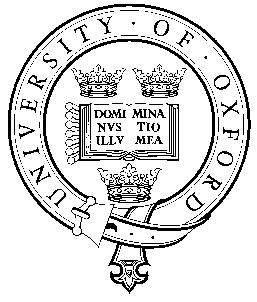 UNIVERSITY · OF · OXFORD
DOMI MINA
NVS TIO
ILLV MEA